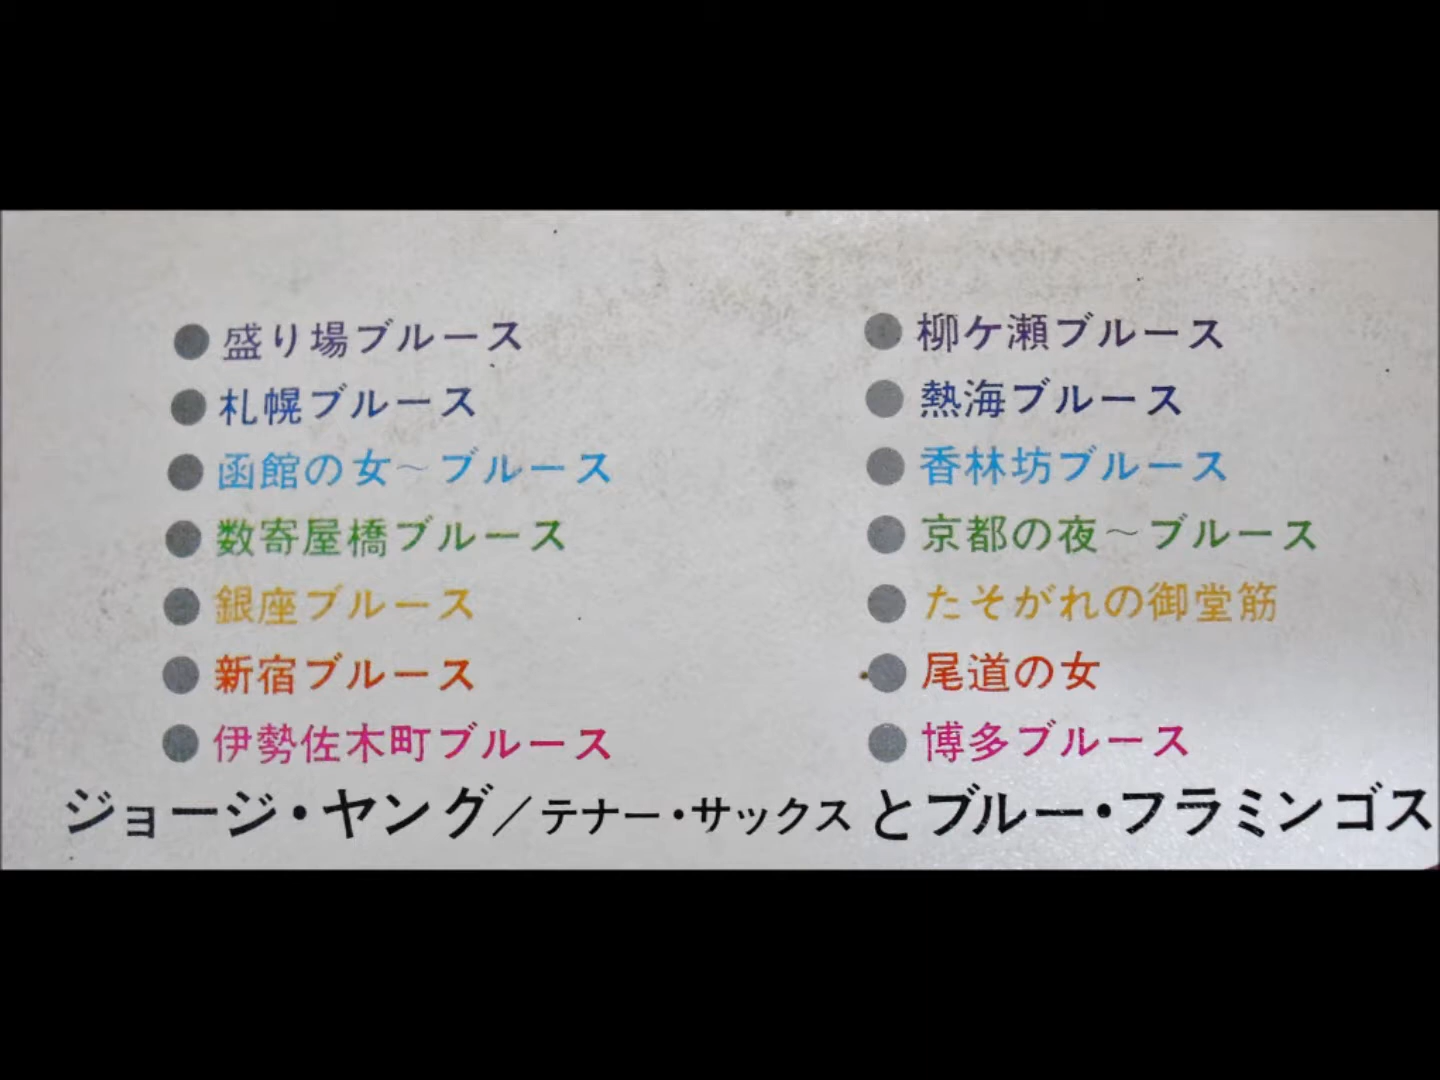 ●盛り場ブルース
●札幌ブルース
●函館の女〜ブルース
●数寄屋橋ブルース
●銀座ブルース
●新宿ブルース
●伊勢佐木町ブルース
●柳ケ瀬ブルース
●熱海ブルース
●香林坊ブルース
●京都の夜〜ブルース
●たそがれの御堂筋
●尾道の女
●博多ブルース
ジョージ・ヤング／テナー・サックスとブルー・フラミンゴス